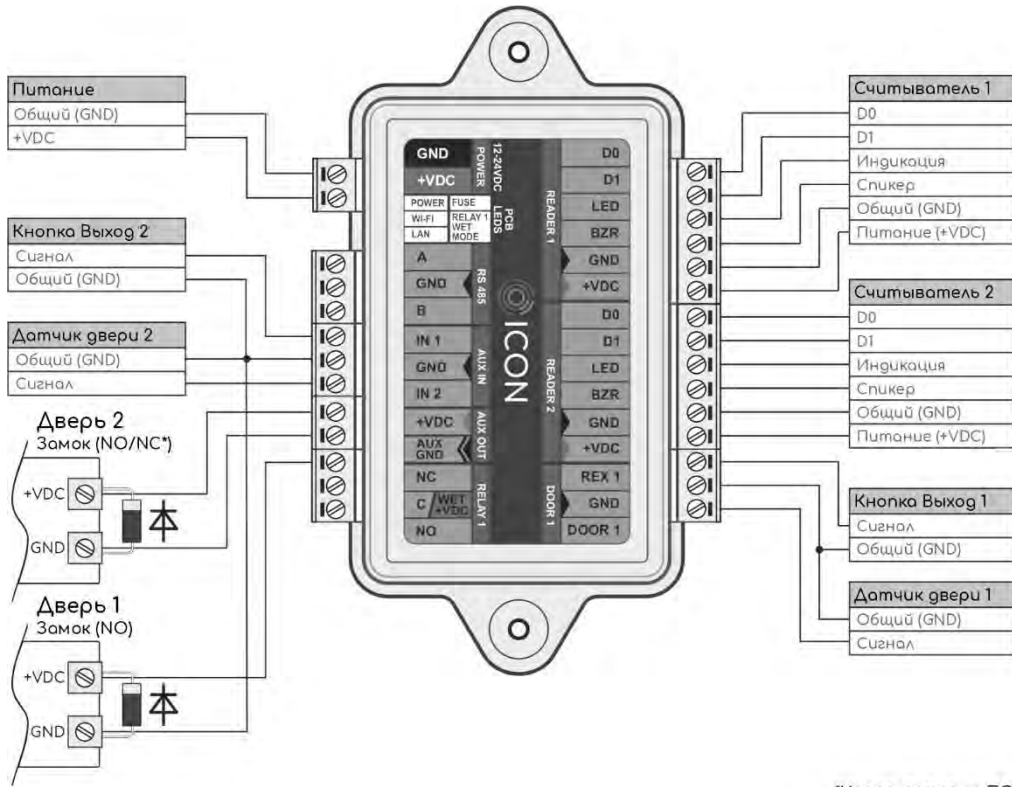 Питание
Общий (GND)
+VDC
Кнопка Выход 2
Сигнал
Общий (GND)
Датчик двери 2
Общий (GND)
Сигнал
Дверь 2
Замок (NO/NC*)
+VDC
GND
Дверь 1
Замок (NO)
+VDC
GND
GND
+VDC
POWER
12-24VDC
POWER
FUSE
WI-FI
RELAY 1
WET
MODE
LAN
PCB
LEDS
A
GND
B
RS 485
IN 1
GND
IN 2
AUX IN
+VDC
AUX
GND
AUX OUT
NC
C / WET
+VDC
NO
RELAY 1
ICON
D0
D1
LED
BZR
GND
+VDC
READER 1
D0
D1
LED
BZR
GND
+VDC
READER 2
REX 1
GND
DOOR 1
DOOR 1
Считыватель 1
D0
D1
Индикация
Спикер
Общий (GND)
Питание (+VDC)
Считыватель 2
D0
D1
Индикация
Спикер
Общий (GND)
Питание (+VDC)
Кнопка Выход 1
Сигнал
Общий (GND)
Датчик двери 1
Общий (GND)
Сигнал